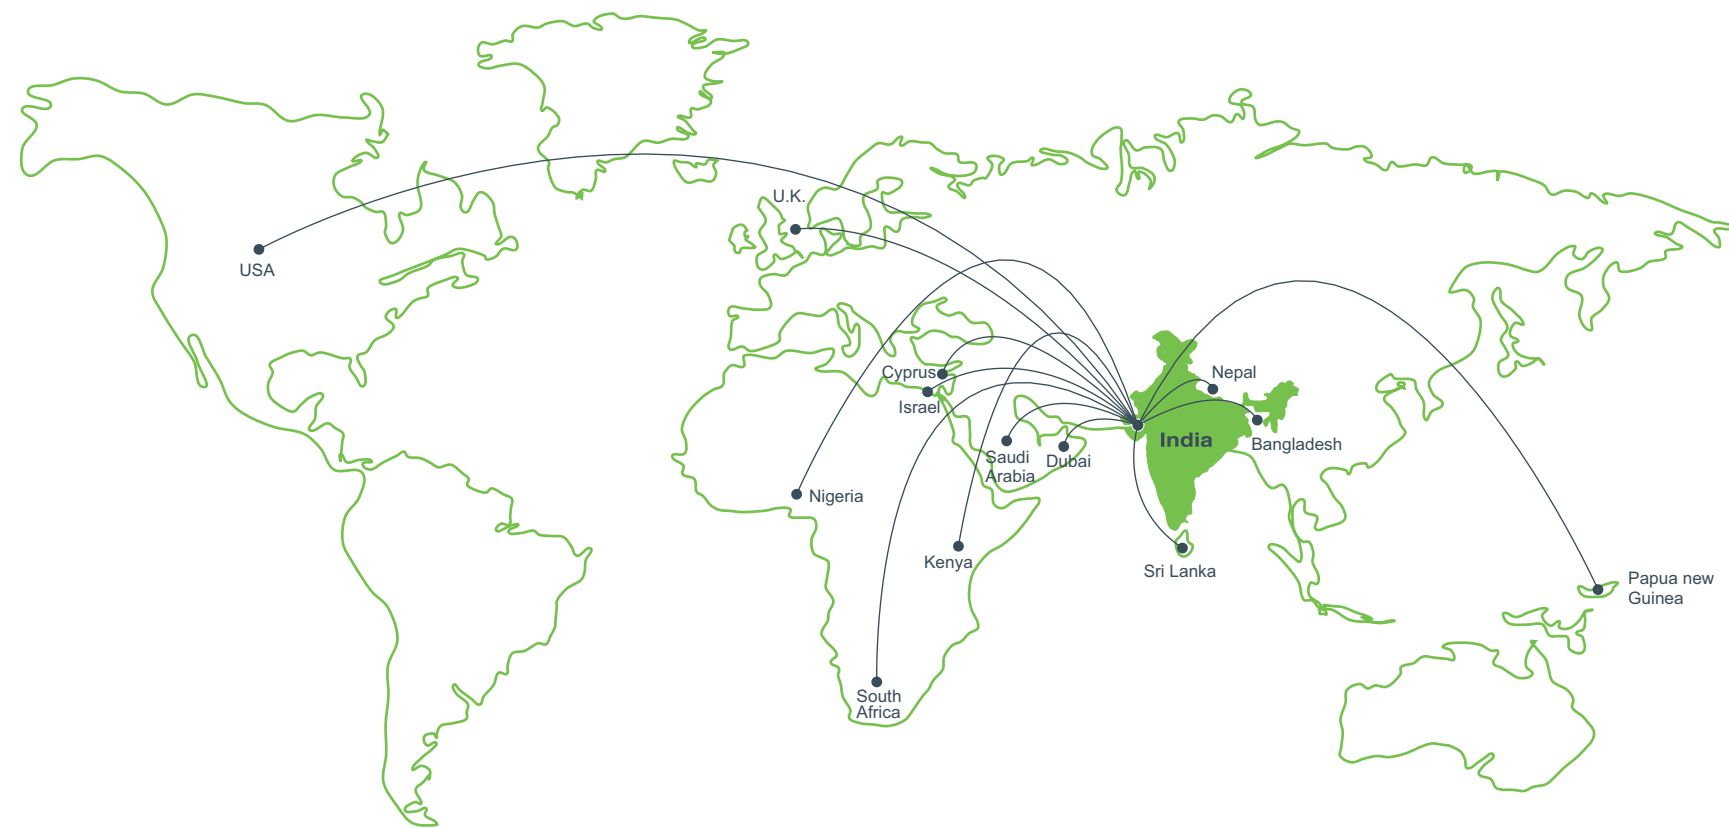 U.K.
USA
Cyprus
Israel
Nepal
India
Bangladesh
Saudi
Arabia
Dubai
Nigeria
Kenya
Sri Lanka
Papua new
Guinea
South
Africa